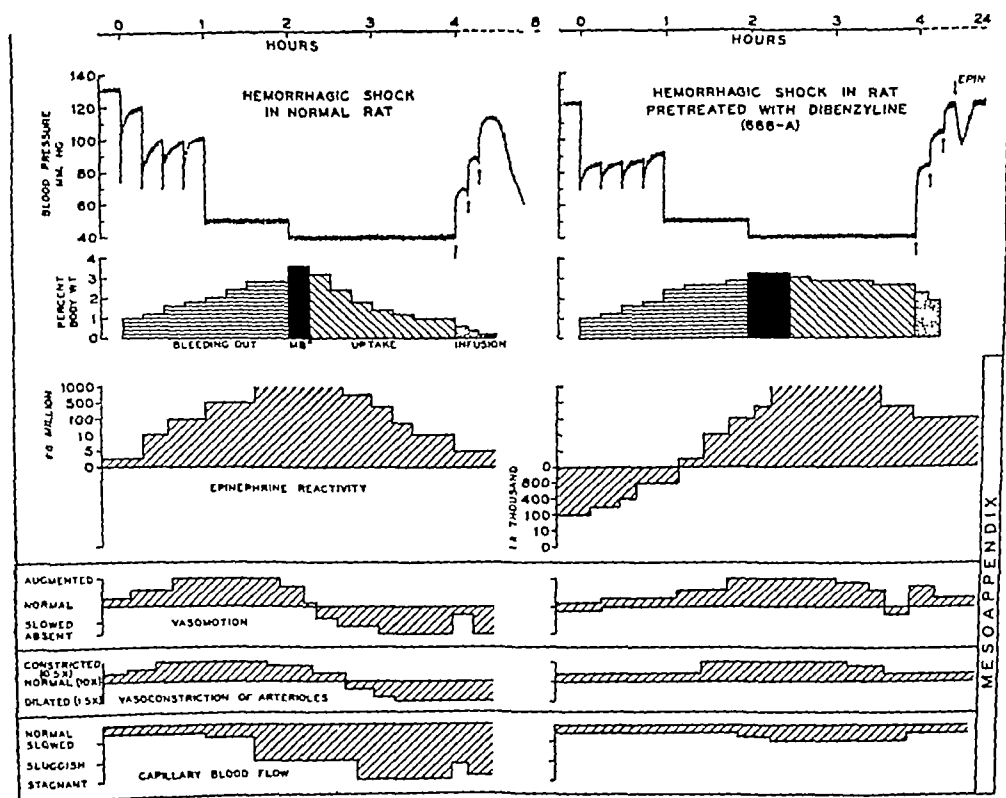 0 1 2 3 4 8
HOURS
0 1 2 3 4 24
HOURS
HEMORRHAGIC SHOCK
IN NORMAL RAT
HEMORRHAGIC SHOCK IN RAT
PRETREATED WITH DIBENZYLINE
(688-A)
EPIN
BLOOD PRESSURE
MM. HG
140
120
100
80
60
40
PERCENT
BODY WT
4
3
2
1
0
BLEEDING OUT MB UPTAKE INFUSION
MILLION
1000
500
100
10
5
0
EPINEPHRINE REACTIVITY
THOUSAND
0
800
400
100
10
0
AUGMENTED
NORMAL
SLOWED
ABSENT
VASOMOTION
CONSTRICTED
(0.5X)
NORMAL (10X)
DILATED (1.5X)
VASOCONSTRICTION OF ARTERIOLES
NORMAL
SLOWED
SLUGGISH
STAGNANT
CAPILLARY BLOOD FLOW
MESOAPPENDIX